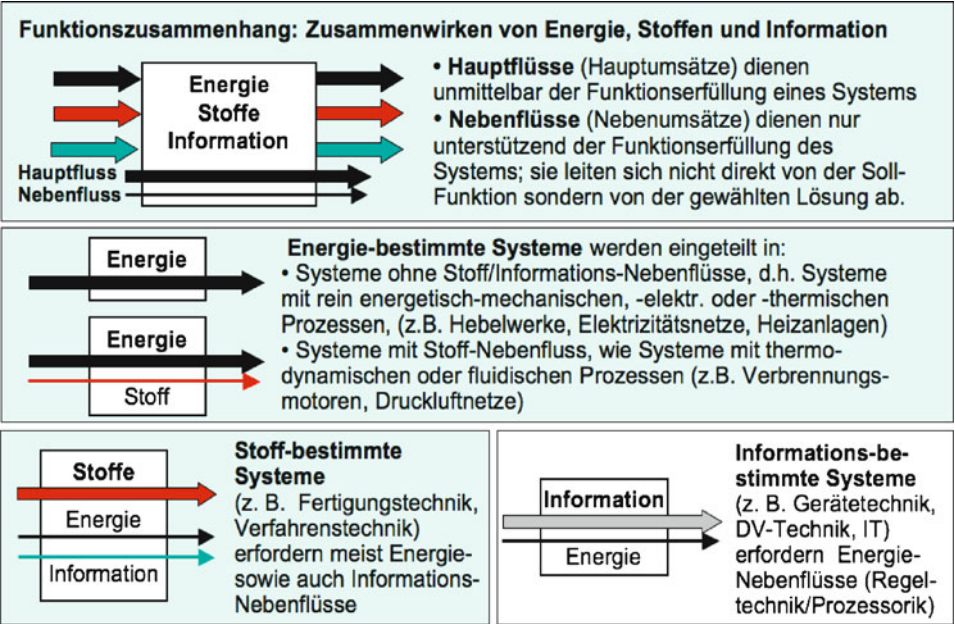 Funktionszusammenhang: Zusammenwirken von Energie, Stoffen und Information
Energie
Stoffe
Information
Hauptfluss
Nebenfluss
• Hauptflüsse (Hauptumsätze) dienen
unmittelbar der Funktionserfüllung eines Systems
• Nebenflüsse (Nebenumsätze) dienen nur
unterstützend der Funktionserfüllung des
Systems; sie leiten sich nicht direkt von der Soll-
Funktion sondern von der gewählten Lösung ab.
Energie
Energie
Stoff
Energie-bestimmte Systeme werden eingeteilt in:
• Systeme ohne Stoff/Informations-Nebenflüsse, d.h. Systeme
mit rein energetisch-mechanischen, -elektr. oder -thermischen
Prozessen, (z.B. Hebelwerke, Elektrizitätsnetze, Heizanlagen)
• Systeme mit Stoff-Nebenfluss, wie Systeme mit thermo-
dynamischen oder fluidischen Prozessen (z.B. Verbrennungs-
motoren, Druckluftnetze)
Stoffe
Energie
Information
Stoff-bestimmte
Systeme
(z. B. Fertigungstechnik,
Verfahrenstechnik)
erfordern meist Energie-
sowie auch Informations-
Nebenflüsse
Information
Energie
Informations-be-
stimmte Systeme
(z. B. Gerätetechnik,
DV-Technik, IT)
erfordern Energie-
Nebenflüsse (Regel-
technik/Prozessorik)